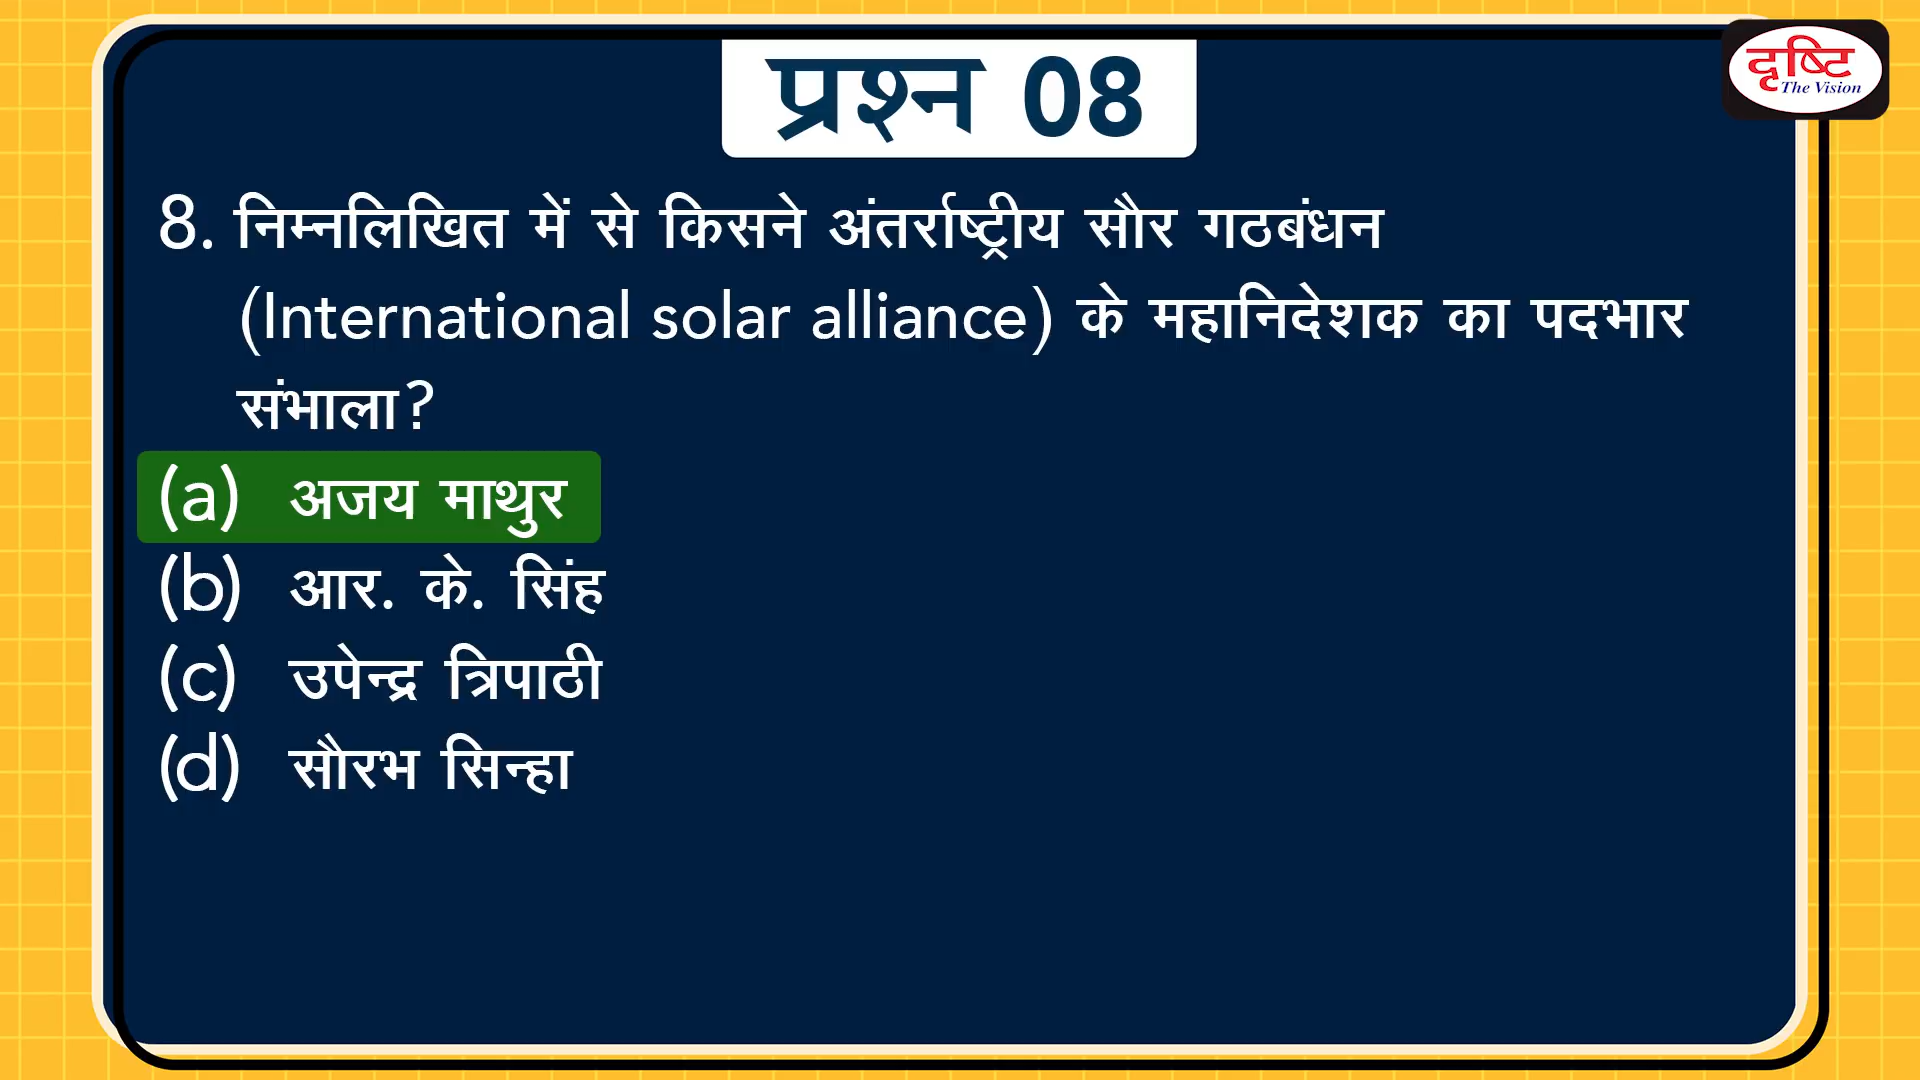 दृष्टि
The Vision
प्रश्न 08
8. निम्नलिखित में से किसने अंतर्राष्ट्रीय सौर गठबंधन
(International solar alliance) के महानिदेशक का पदभार
संभाला?
(a) अजय माथुर
(b) आर. के. सिंह
(c) उपेन्द्र त्रिपाठी
(d) सौरभ सिन्हा